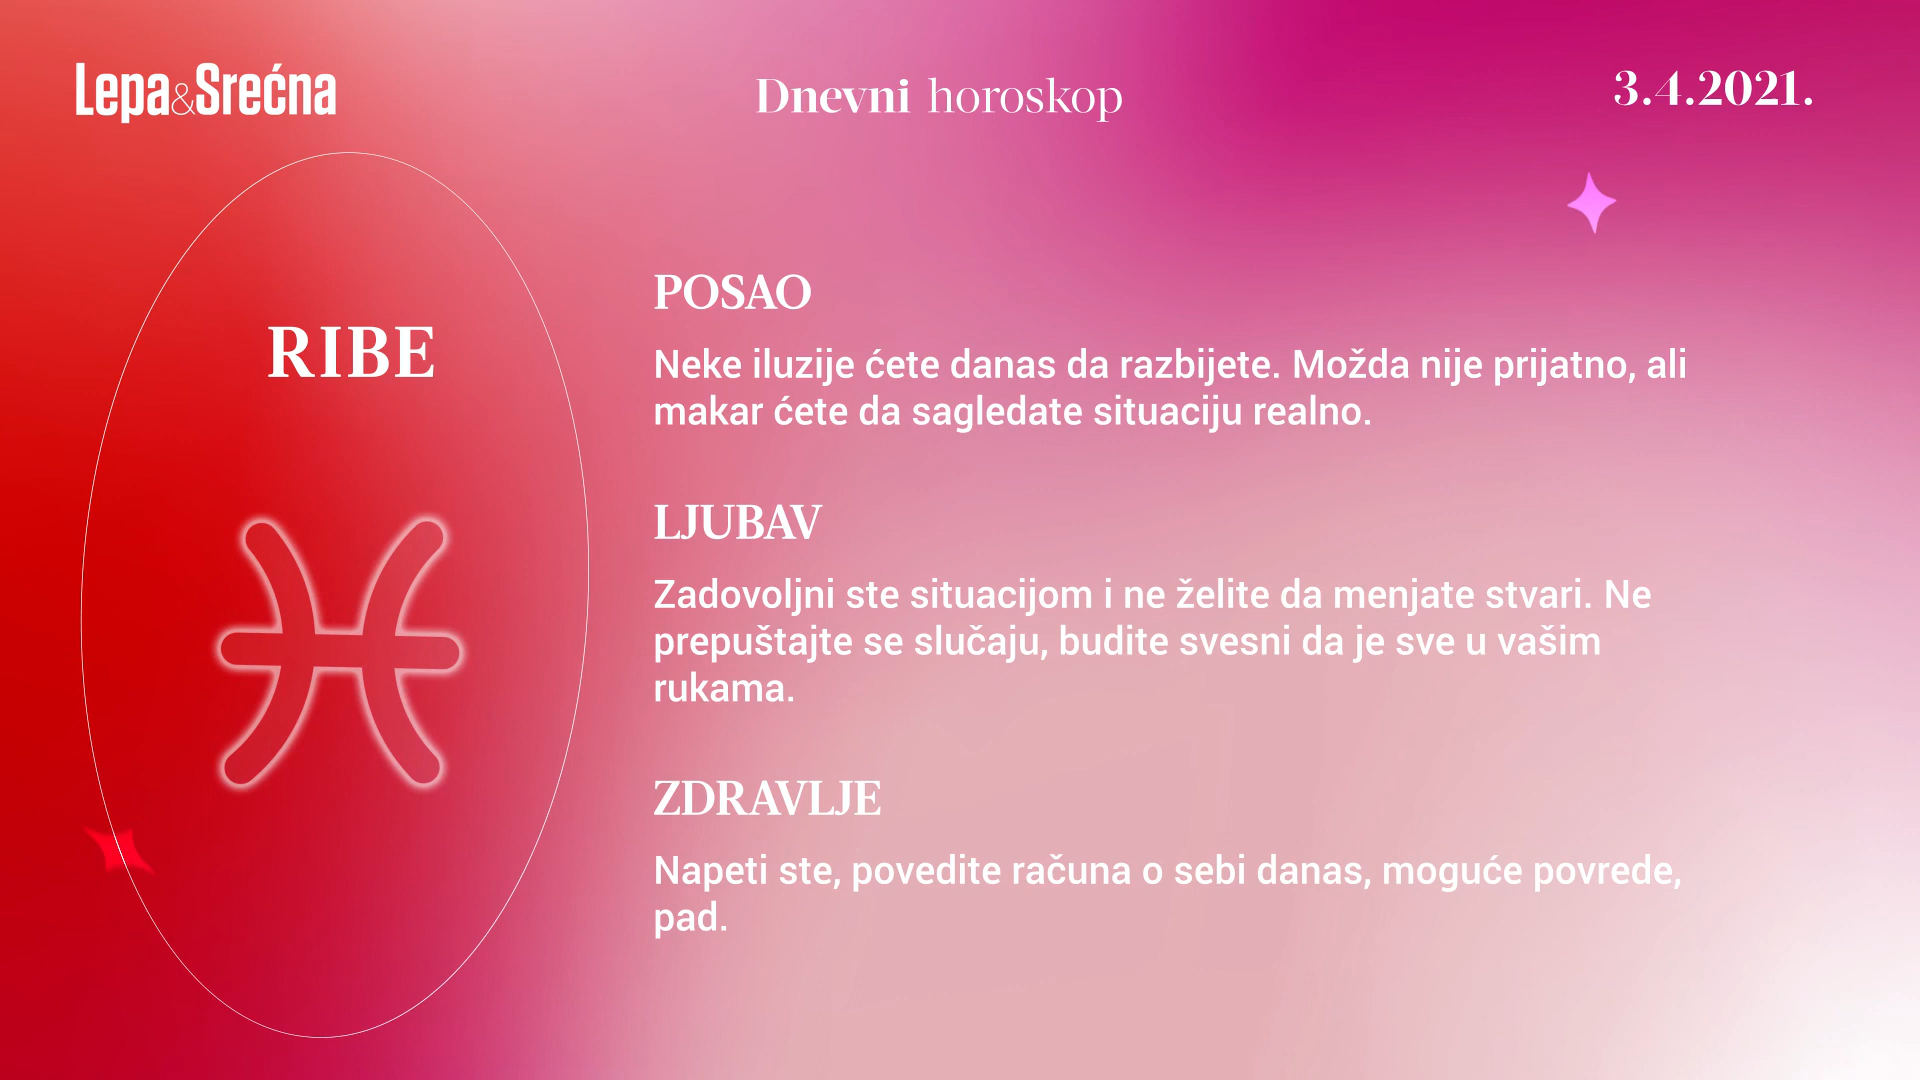 Lepa&Srećna
Dnevni horoskop
3.4.2021.
RIBE
POSAO
Neke iluzije ćete danas da razbijete. Možda nije prijatno, ali
makar ćete da sagledate situaciju realno.
LJUBAV
Zadovoljni ste situacijom i ne želite da menjate stvari. Ne
prepuštajte se slučaju, budite svesni da je sve u vašim
rukama.
ZDRAVLJE
Napeti ste, povedite računa o sebi danas, moguće povrede,
pad.